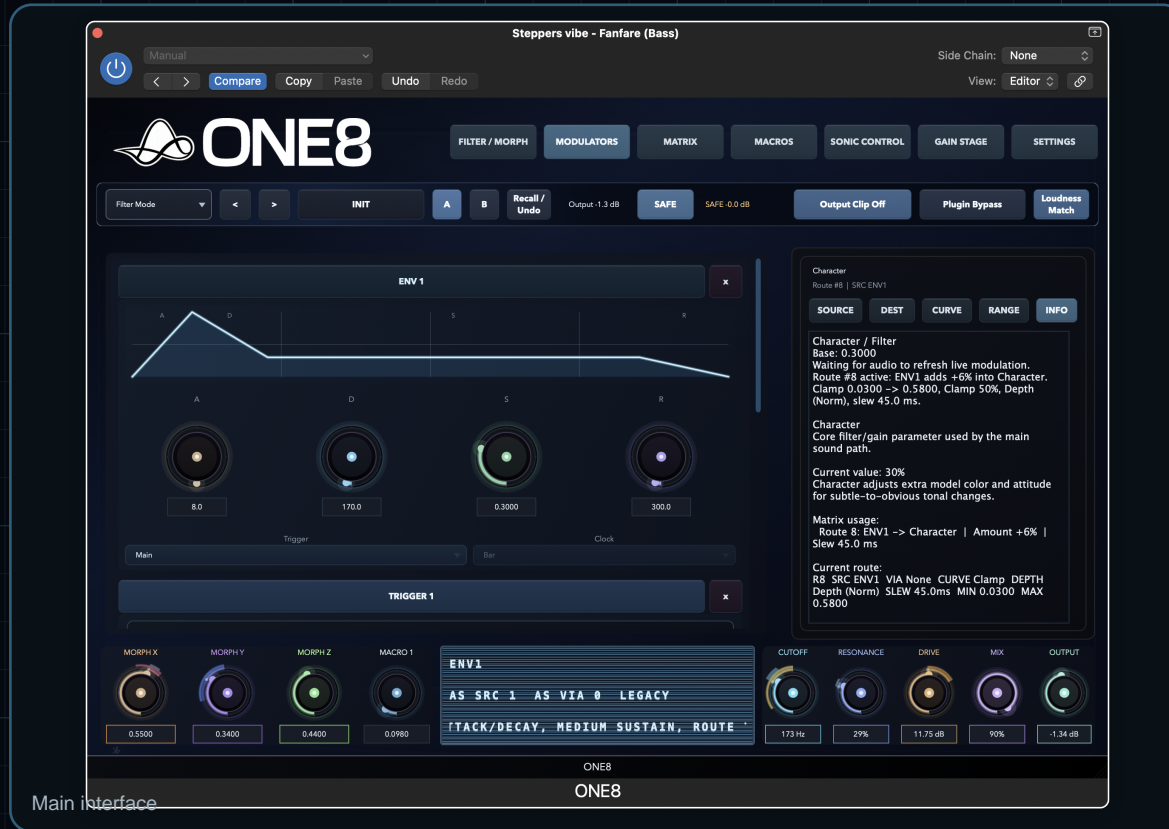 Steppers vibe - Fanfare (Bass)
Manual
Side Chain: None
< > Compare Copy Paste Undo Redo
View: Editor
ONE8
FILTER / MORPH MODULATORS MATRIX MACROS SONIC CONTROL GAIN STAGE SETTINGS
Filter Mode < > INIT A B Recall / Undo Output -1.3 dB SAFE SAFE -0.0 dB Output Clip Off Plugin Bypass Loudness Match
ENV 1 x
A D S R
A D S R
8.0 170.0 0.3000 300.0
Trigger Clock
Main Bar
TRIGGER 1 x
Character
Route #8 | SRC ENV1
SOURCE DEST CURVE RANGE INFO
Character / Filter
Base: 0.3000
Waiting for audio to refresh live modulation.
Route #8 active: ENV1 adds +6% into Character.
Clamp 0.0300 -> 0.5800, Clamp 50%, Depth
(Norm), slew 45.0 ms.
Character
Core filter/gain parameter used by the main
sound path.
Current value: 30%
Character adjusts extra model color and attitude
for subtle-to-obvious tonal changes.
Matrix usage:
Route 8: ENV1 -> Character | Amount +6% |
Slew 45.0 ms
Current route:
R8 SRC ENV1 VIA None CURVE Clamp DEPTH
Depth (Norm) SLEW 45.0ms MIN 0.0300 MAX
0.5800
MORPH X MORPH Y MORPH Z MACRO 1
0.5500 0.3400 0.4400 0.0980
ENV1
AS SRC 1 AS VIA 0 LEGACY
TACK/DECAY, MEDIUM SUSTAIN, ROUTE
CUTOFF RESONANCE DRIVE MIX OUTPUT
173 Hz 29% 11.75 dB 90% -1.34 dB
ONE8
ONE8
Main interface